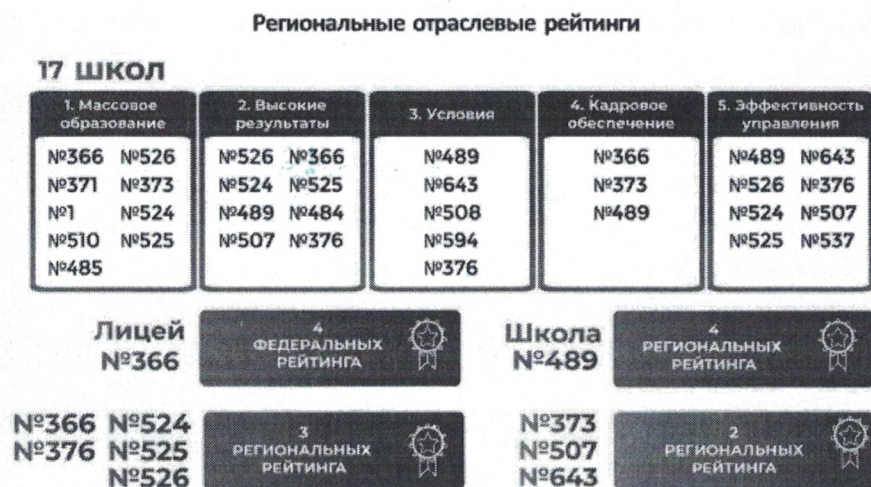 Региональные отраслевые рейтинги
17 школ
1. Массовое
образование
№366 №526
№371 №373
№1 №524
№510 №525
№485
2. Высокие
результаты
№526 №366
№524 №525
№489 №484
№507 №376
3. Условия
№489
№643
№508
№594
№376
4. Кадровое
обеспечение
№366
№373
№489
5. Эффективность
управления
№489 №643
№526 №376
№524 №507
№525 №537
Лицей
№366
4
ФЕДЕРАЛЬНЫХ
РЕЙТИНГА
Школа
№489
4
РЕГИОНАЛЬНЫХ
РЕЙТИНГА
№366 №524
№376 №525
№526
3
РЕГИОНАЛЬНЫХ
РЕЙТИНГА
№373
№507
№643
2
РЕГИОНАЛЬНЫХ
РЕЙТИНГА